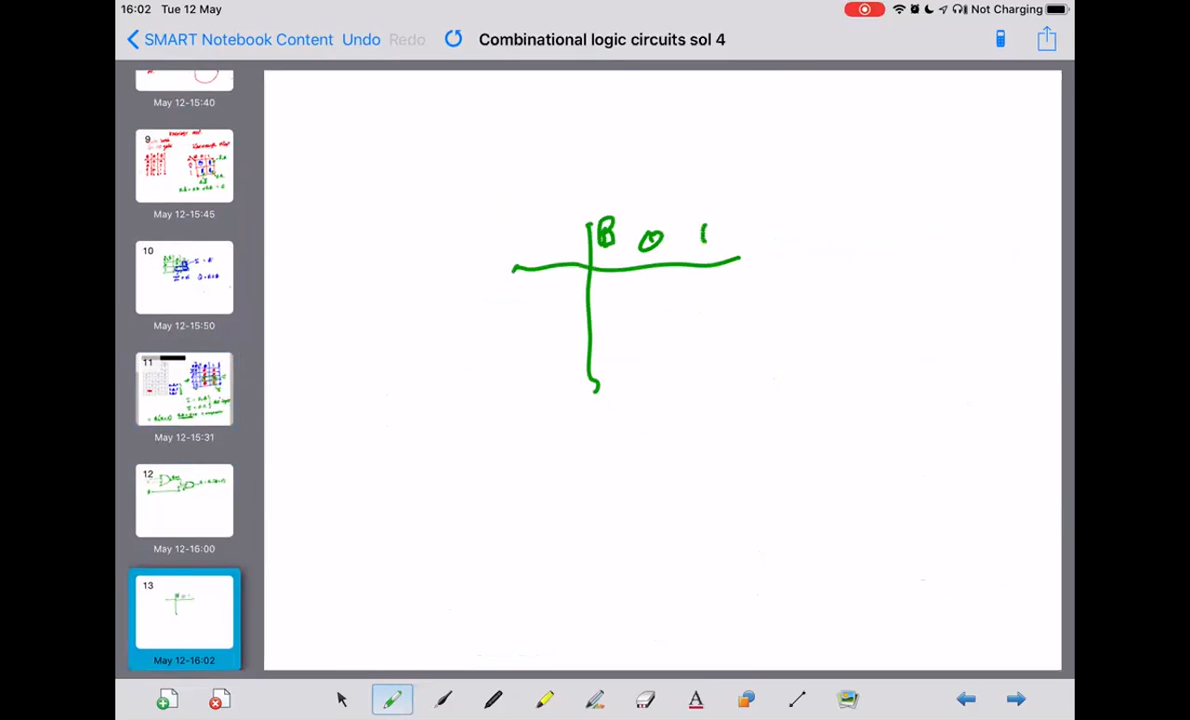 16:02 Tue 12 May
Not Charging
SMART Notebook Content Undo Redo Combinational logic circuits sol 4
May 12-15:40
9
May 12-15:45
10
May 12-15:50
11
May 12-15:31
12
May 12-16:00
13
May 12-16:02
B 0 1
A